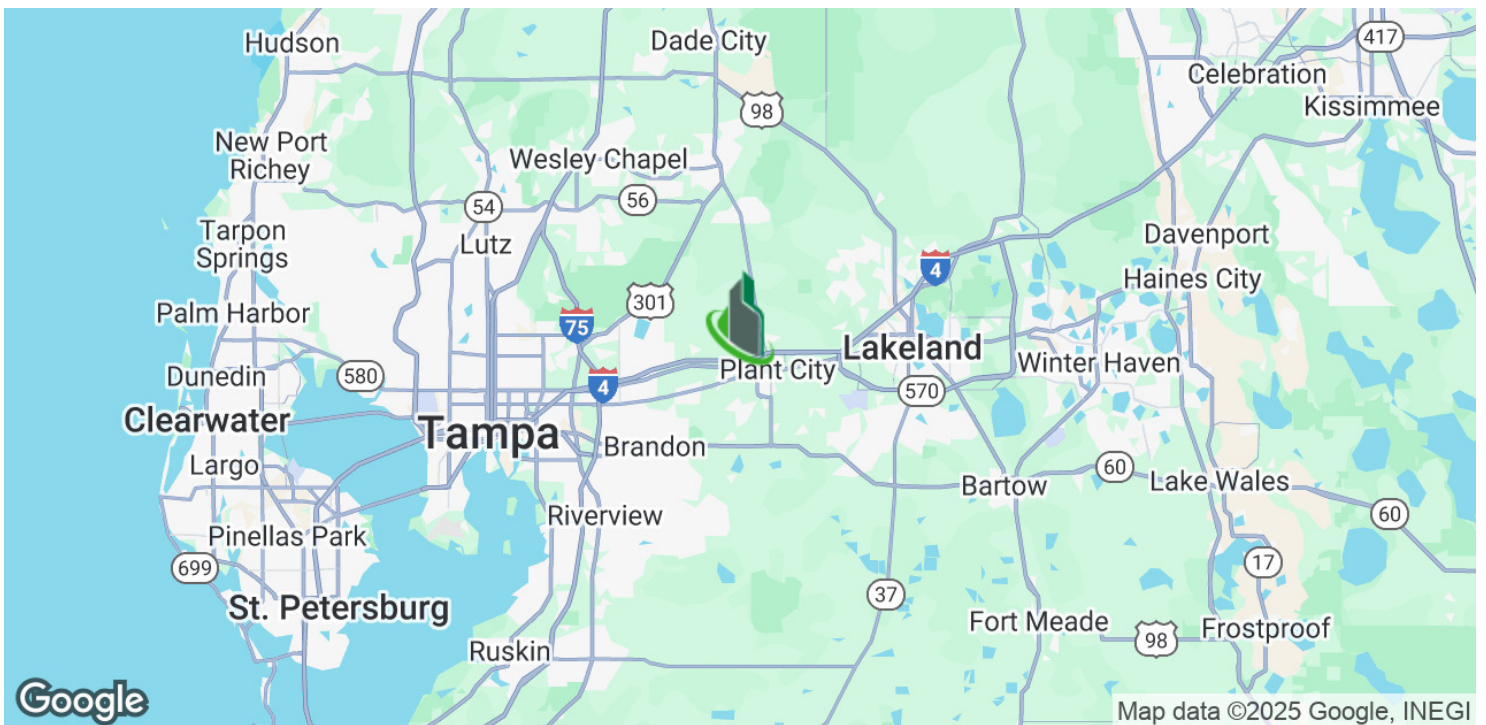 Hudson
Dade City
417
Celebration
Kissimmee
98
New Port
Richey
Wesley Chapel
54
56
Lutz
Tarpon
Springs
Davenport
4
Haines City
301
75
Palm Harbor
Lakeland
Winter Haven
Plant City
Dunedin
580
4
570
Clearwater
Tampa
Brandon
Largo
60
Bartow
Lake Wales
60
Riverview
Pinellas Park
699
17
37
St. Petersburg
Fort Meade
98
Frostproof
Ruskin
Google
Map data ©2025 Google, INEGI